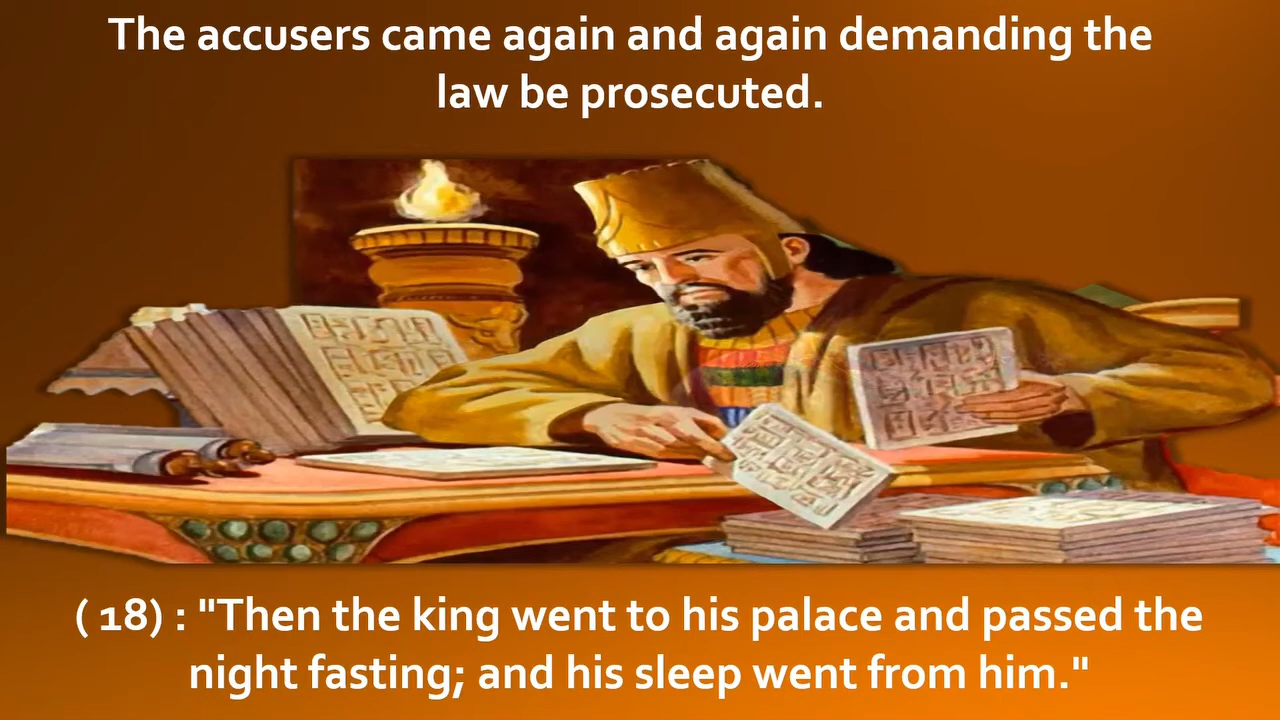 The accusers came again and again demanding the
law be prosecuted.
( 18) : "Then the king went to his palace and passed the
night fasting; and his sleep went from him."